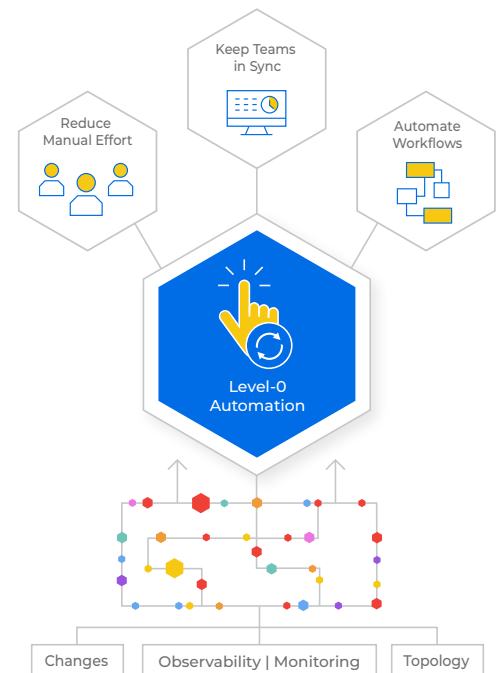 Keep Teams
in Sync
Reduce
Manual Effort
Automate
Workflows
Level-0
Automation
Changes
Observability | Monitoring
Topology